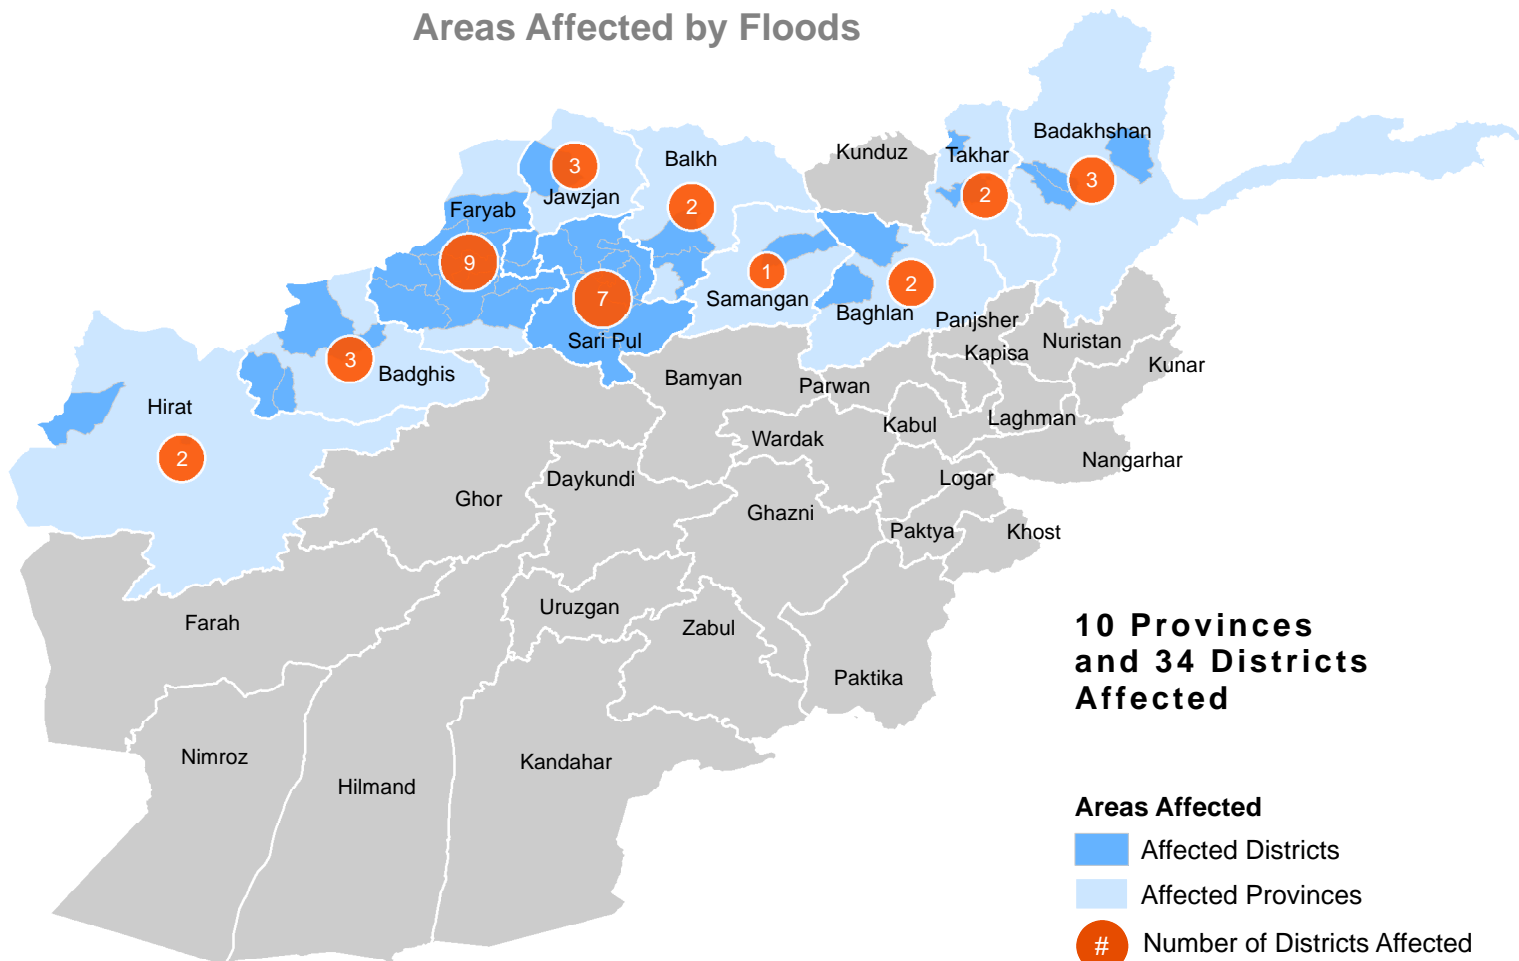 Areas Affected by Floods
Badakhshan
Kunduz
Takhar
Balkh
3
3
Jawzjan
2
2
Faryab
9
1
2
7
Samangan
Baghlan
Panjsher
Sari Pul
Nuristan
Kapisa
3
Badghis
Kunar
Bamyan
Parwan
Hirat
Laghman
Kabul
Wardak
2
Nangarhar
Daykundi
Logar
Ghor
Ghazni
Paktya
Khost
Uruzgan
Farah
Zabul
Paktika
Nimroz
Kandahar
Hilmand
10 Provinces
and 34 Districts
Affected
Areas Affected
Affected Districts
Affected Provinces
# Number of Districts Affected